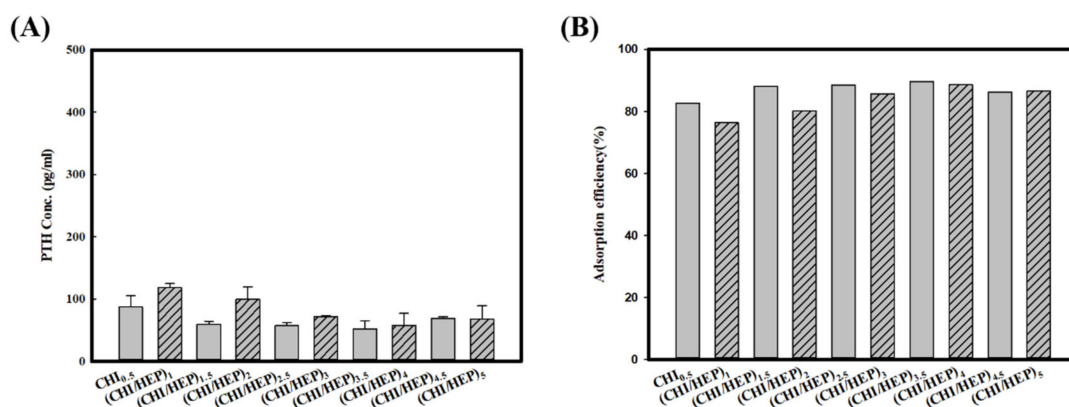 (A)
PTH Conc. (pg/ml)
500
400
300
200
100
0
CHI0.5
(CHI/HEP)1
(CHI/HEP)1.5
(CHI/HEP)2
(CHI/HEP)2.5
(CHI/HEP)3
(CHI/HEP)3.5
(CHI/HEP)4
(CHI/HEP)4.5
(CHI/HEP)5
(B)
Adsorption efficiency(%)
100
80
60
40
20
0
CHI0.5
(CHI/HEP)1
(CHI/HEP)1.5
(CHI/HEP)2
(CHI/HEP)2.5
(CHI/HEP)3
(CHI/HEP)3.5
(CHI/HEP)4
(CHI/HEP)4.5
(CHI/HEP)5